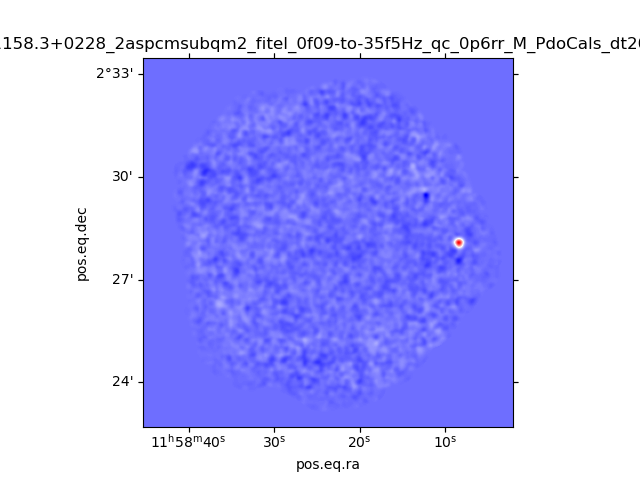 1158.3+0228_2aspcmsubqm2_fitel_0f09-to-35f5Hz_qc_0p6rr_M_PdoCals_dt20
2°33'
30'
27'
24'
pos.eq.dec
11ʰ58ᵐ40ˢ 30ˢ 20ˢ 10ˢ
pos.eq.ra